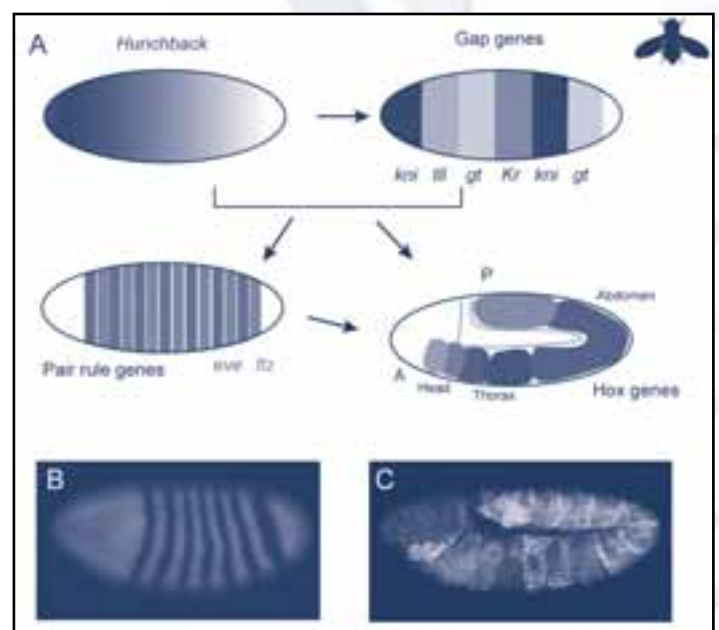 A
Hunchback
Gap genes
kni tll gt Kr kni gt
P
Abdomen
Pair rule genes
eve ftz
A
Head
Thorax
Hox genes
B
C